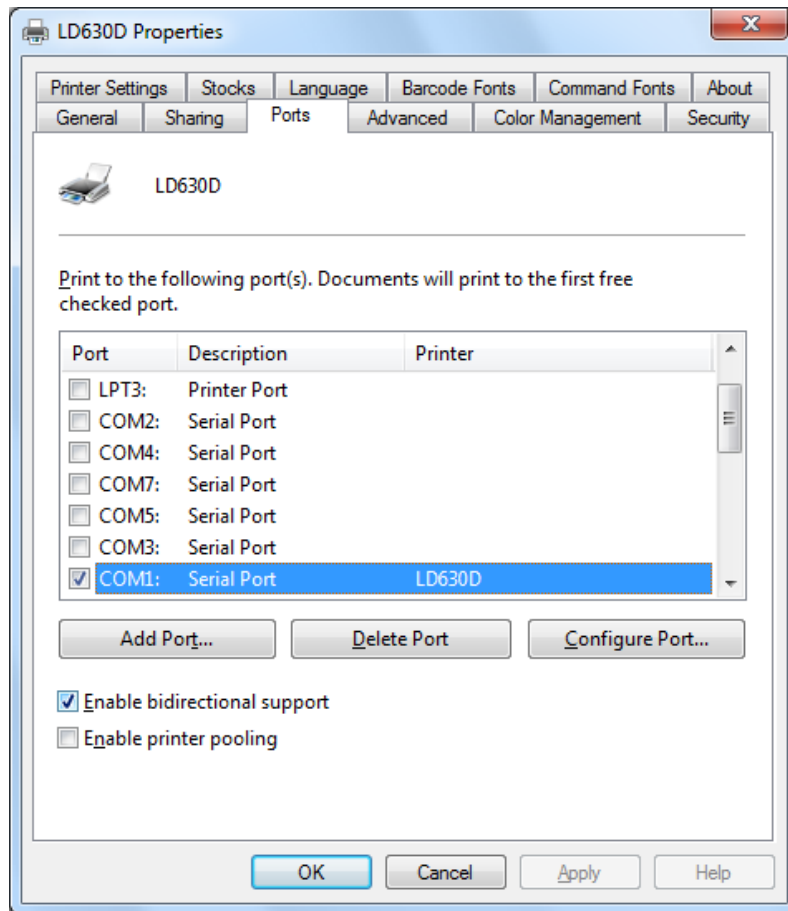 LD630D Properties
Printer Settings Stocks Language Barcode Fonts Command Fonts About
General Sharing Ports Advanced Color Management Security
LD630D
Print to the following port(s). Documents will print to the first free
checked port.
Port Description Printer
LPT3: Printer Port
COM2: Serial Port
COM4: Serial Port
COM7: Serial Port
COM5: Serial Port
COM3: Serial Port
COM1: Serial Port LD630D
Add Port... Delete Port Configure Port...
Enable bidirectional support
Enable printer pooling
OK Cancel Apply Help